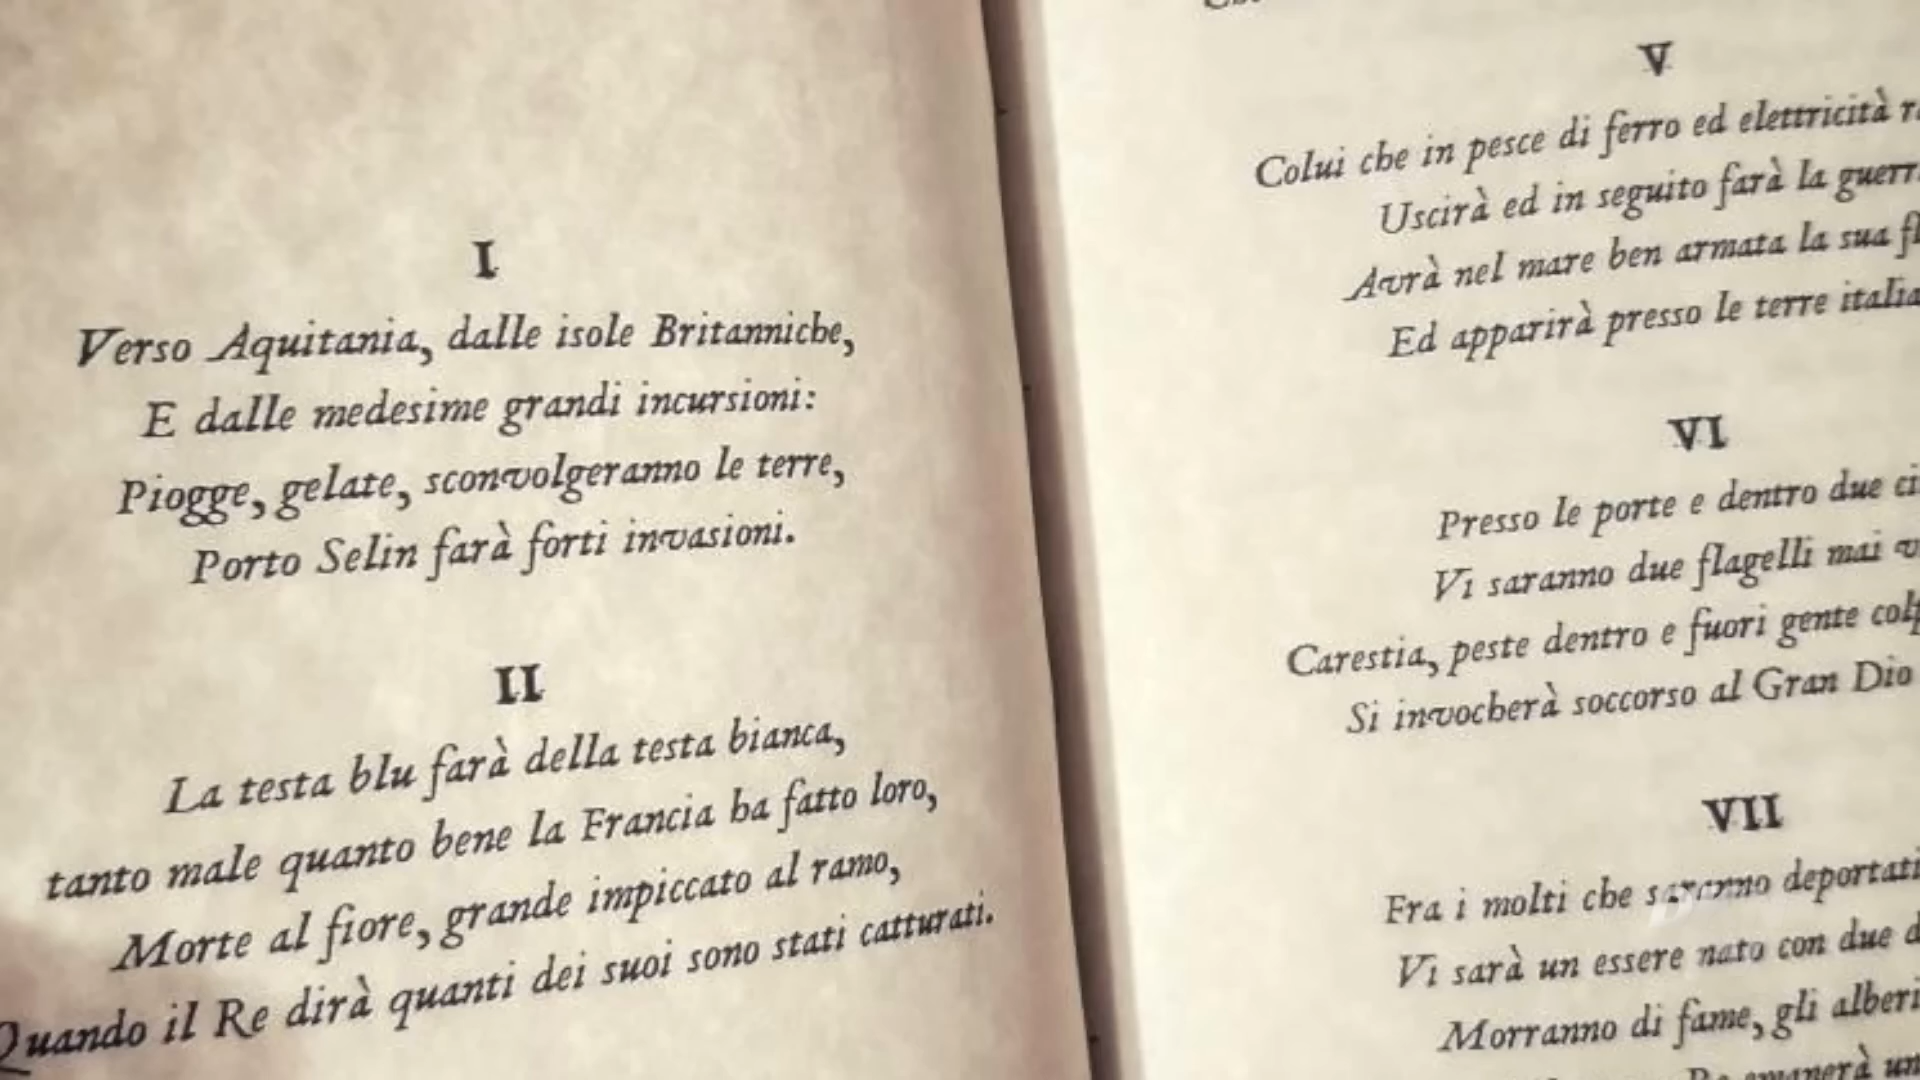 I
Verso Aquitania, dalle isole Britanniche,
E dalle medesime grandi incursioni:
Piogge, gelate, sconvolgeranno le terre,
Porto Selin farà forti invasioni.
II
La testa blu farà della testa bianca,
tanto male quanto bene la Francia ha fatto loro,
Morte al fiore, grande impiccato al ramo,
Quando il Re dirà quanti dei suoi sono stati catturati.
V
Colui che in pesce di ferro ed elettricità
Uscirà ed in seguito farà la
Avrà nel mare ben armata la sua
Ed apparirà presso le terre
VI
Presso le porte e dentro due
Vi saranno due flagelli mai
Carestia, peste dentro e fuori gente
Si invocherà soccorso al Gran Dio
VII
Fra i molti che saranno deportati
Vi sarà un essere nato con due
Morranno di fame, gli alberi